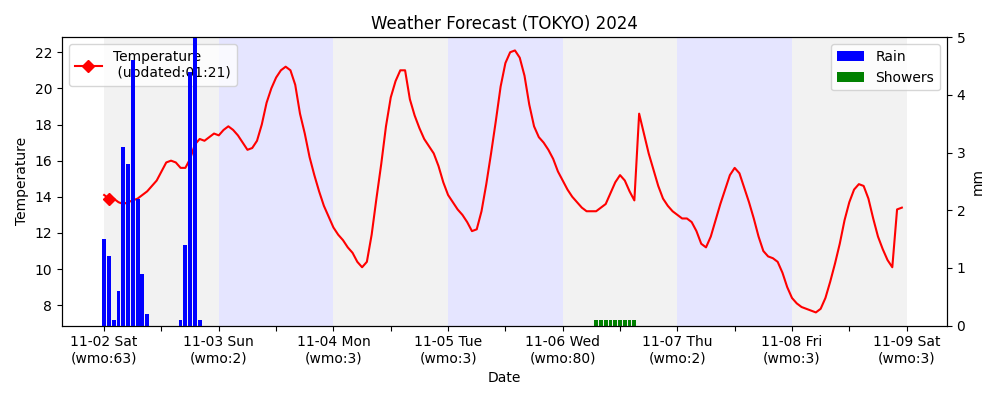 Weather Forecast (TOKYO) 2024
Temperature
(updated:01:21)
Rain
Showers
22
20
18
16
14
12
10
8
Temperature
5
4
3
2
1
0
mm
11-02 Sat
(wmo:63)
11-03 Sun
(wmo:2)
11-04 Mon
(wmo:3)
11-05 Tue
(wmo:3)
11-06 Wed
(wmo:80)
11-07 Thu
(wmo:2)
11-08 Fri
(wmo:3)
11-09 Sat
(wmo:3)
Date